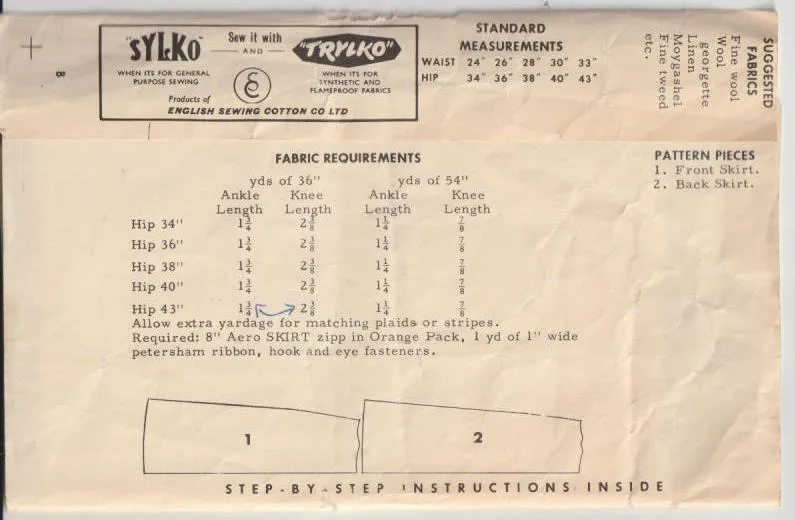 "SYLKO" Sew it with "TRYLKO"
AND
WHEN ITS FOR GENERAL PURPOSE SEWING
WHEN ITS FOR SYNTHETIC AND FLAMEPROOF FABRICS
Products of
ENGLISH SEWING COTTON CO LTD
8
STANDARD
MEASUREMENTS
WAIST 24" 26" 28" 30" 33"
HIP 34" 36" 38" 40" 43"
SUGGESTED
FABRICS
Fine wool
Wool
georgette
Linen
Moygashel
Fine tweed
etc.
FABRIC REQUIREMENTS
yds of 36" yds of 54"
Ankle Knee Ankle Knee
Length Length Length Length
Hip 34" 1¾ 2⅜ 1¼ ⅞
Hip 36" 1¾ 2⅜ 1¼ ⅞
Hip 38" 1¾ 2⅜ 1¼ ⅞
Hip 40" 1¾ 2⅜ 1¼ ⅞
Hip 43" 1¾ 2⅜ 1¼ ⅞
Allow extra yardage for matching plaids or stripes.
Required: 8" Aero SKIRT zipp in Orange Pack, 1 yd of 1" wide
petersham ribbon, hook and eye fasteners.
PATTERN PIECES
1. Front Skirt.
2. Back Skirt.
1 2
STEP-BY-STEP INSTRUCTIONS INSIDE